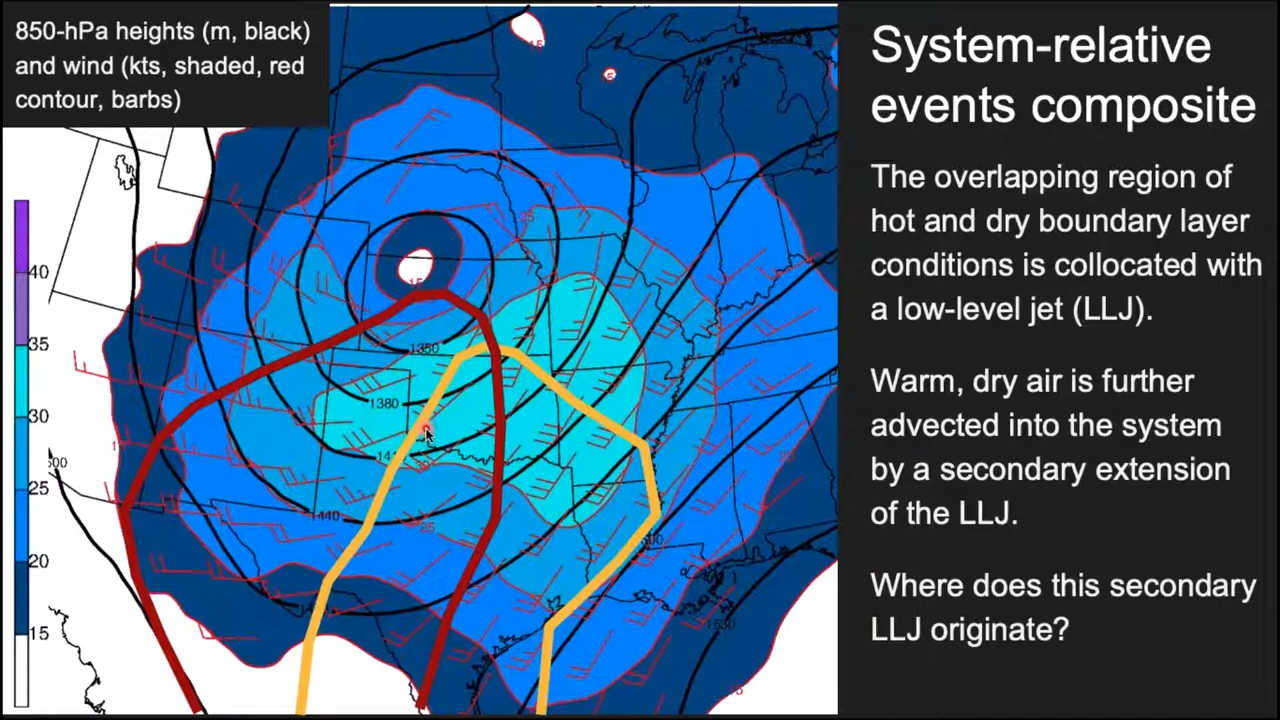 850-hPa heights (m, black)
and wind (kts, shaded, red
contour, barbs)
System-relative
events composite
The overlapping region of
hot and dry boundary layer
conditions is collocated with
a low-level jet (LLJ).
Warm, dry air is further
advected into the system
by a secondary extension
of the LLJ.
Where does this secondary
LLJ originate?
40
35
30
25
20
15
1350
1380
1440
25
25
1530